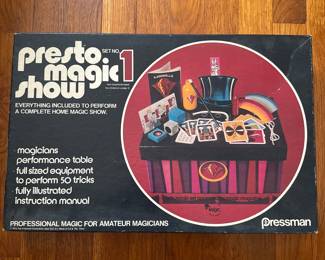 presto
magic
show
SET NO. 1
EVERYTHING INCLUDED TO PERFORM
A COMPLETE HOME MAGIC SHOW.
magicians
performance table
full sized equipment
to perform 50 tricks
fully illustrated
instruction manual
PROFESSIONAL MAGIC FOR AMATEUR MAGICIANS
pressman